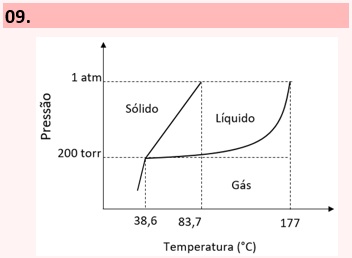 09.
Pressão
1 atm
Sólido
Líquido
200 torr
Gás
38,6 83,7 177
Temperatura (°C)